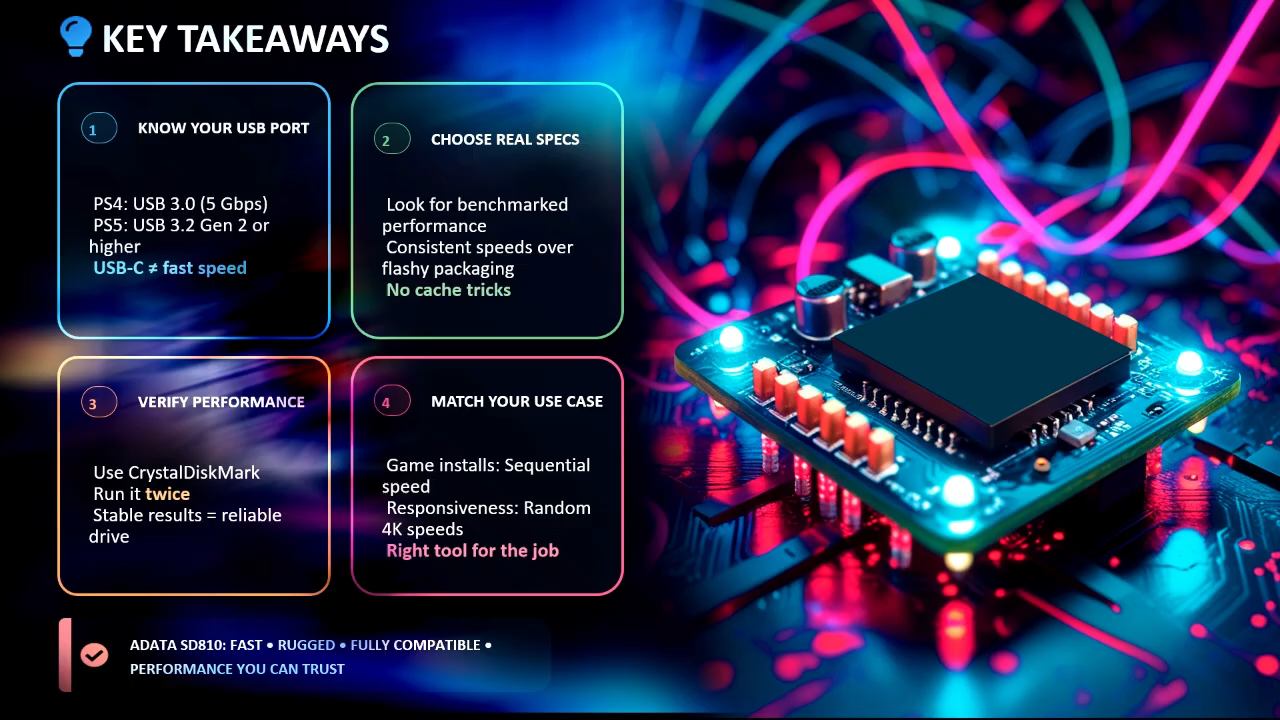 KEY TAKEAWAYS
1
KNOW YOUR USB PORT
PS4: USB 3.0 (5 Gbps)
PS5: USB 3.2 Gen 2 or
higher
USB-C ≠ fast speed
2
CHOOSE REAL SPECS
Look for benchmarked
performance
Consistent speeds over
flashy packaging
No cache tricks
3
VERIFY PERFORMANCE
Use CrystalDiskMark
Run it twice
Stable results = reliable
drive
4
MATCH YOUR USE CASE
Game installs: Sequential
speed
Responsiveness: Random
4K speeds
Right tool for the job
ADATA SD810: FAST • RUGGED • FULLY COMPATIBLE •
PERFORMANCE YOU CAN TRUST